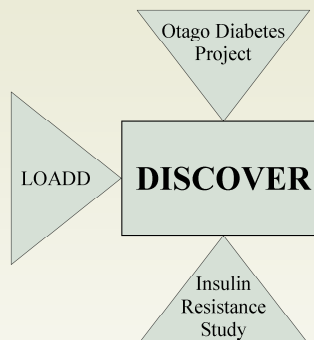 Otago Diabetes
Project
LOADD
DISCOVER
Insulin
Resistance
Study